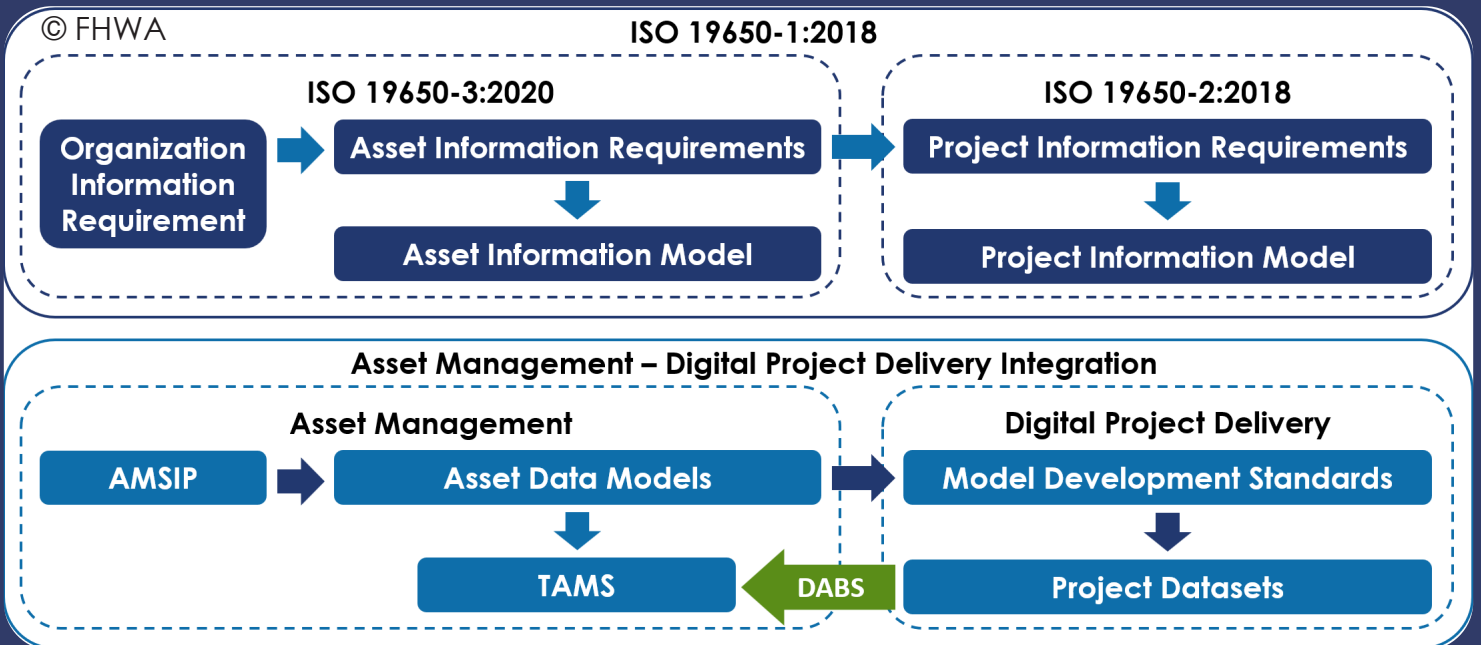 © FHWA
ISO 19650-1:2018
ISO 19650-3:2020
ISO 19650-2:2018
Organization
Information
Requirement
Asset Information Requirements
Project Information Requirements
Asset Information Model
Project Information Model
Asset Management – Digital Project Delivery Integration
Asset Management
Digital Project Delivery
AMSIP
Asset Data Models
Model Development Standards
TAMS
DABS
Project Datasets